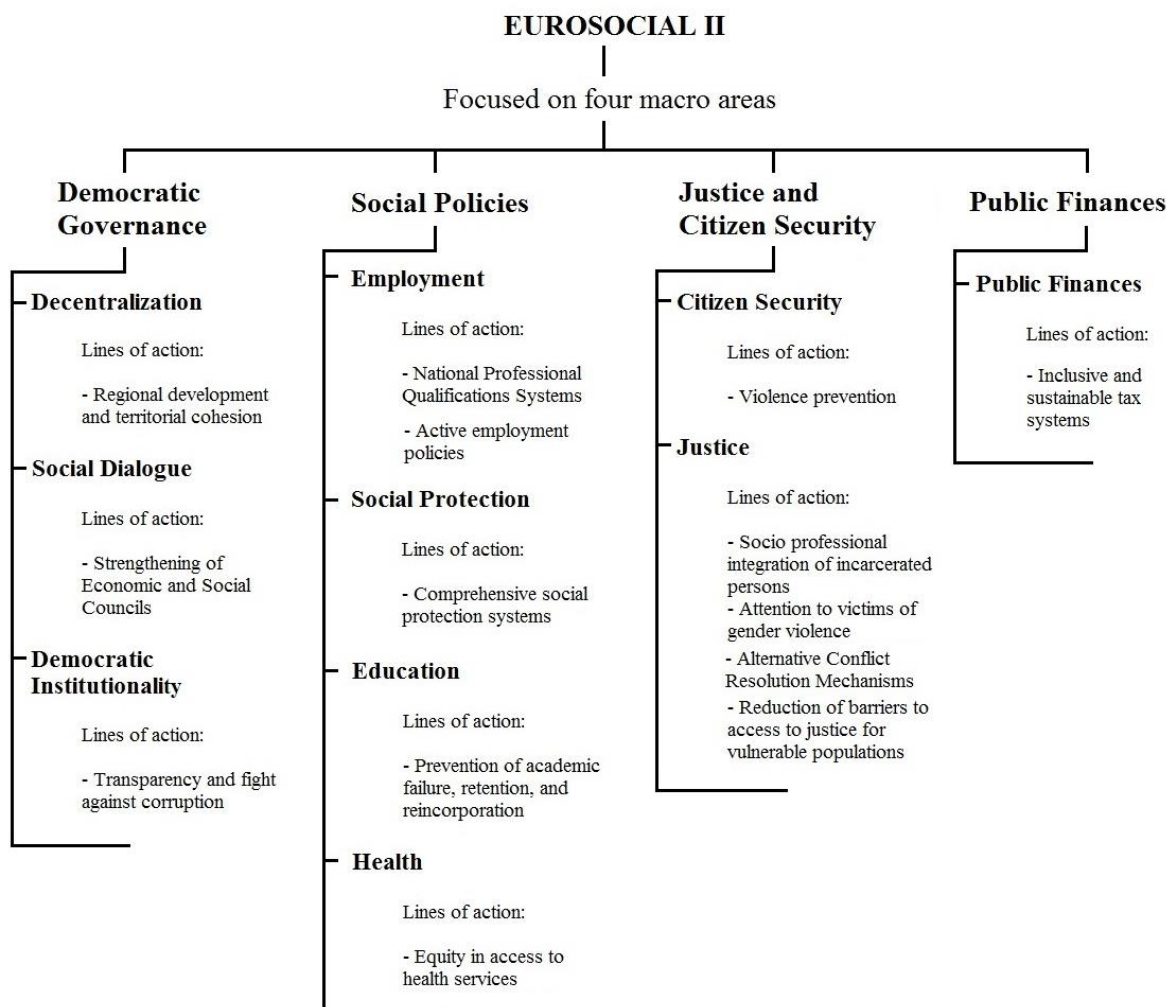 EUROSOCIAL II
Focused on four macro areas
Democratic
Governance
Decentralization
Lines of action:
- Regional development
and territorial cohesion
Social Dialogue
Lines of action:
- Strengthening of
Economic and Social
Councils
Democratic
Institutionality
Lines of action:
- Transparency and fight
against corruption
Social Policies
Employment
Lines of action:
- National Professional
Qualifications Systems
- Active employment
policies
Social Protection
Lines of action:
- Comprehensive social
protection systems
Education
Lines of action:
- Prevention of academic
failure, retention, and
reincorporation
Health
Lines of action:
- Equity in access to
health services
Justice and
Citizen Security
Citizen Security
Lines of action:
- Violence prevention
Justice
Lines of action:
- Socio professional
integration of incarcerated
persons
- Attention to victims of
gender violence
- Alternative Conflict
Resolution Mechanisms
- Reduction of barriers to
access to justice for
vulnerable populations
Public Finances
Public Finances
Lines of action:
- Inclusive and
sustainable tax
systems